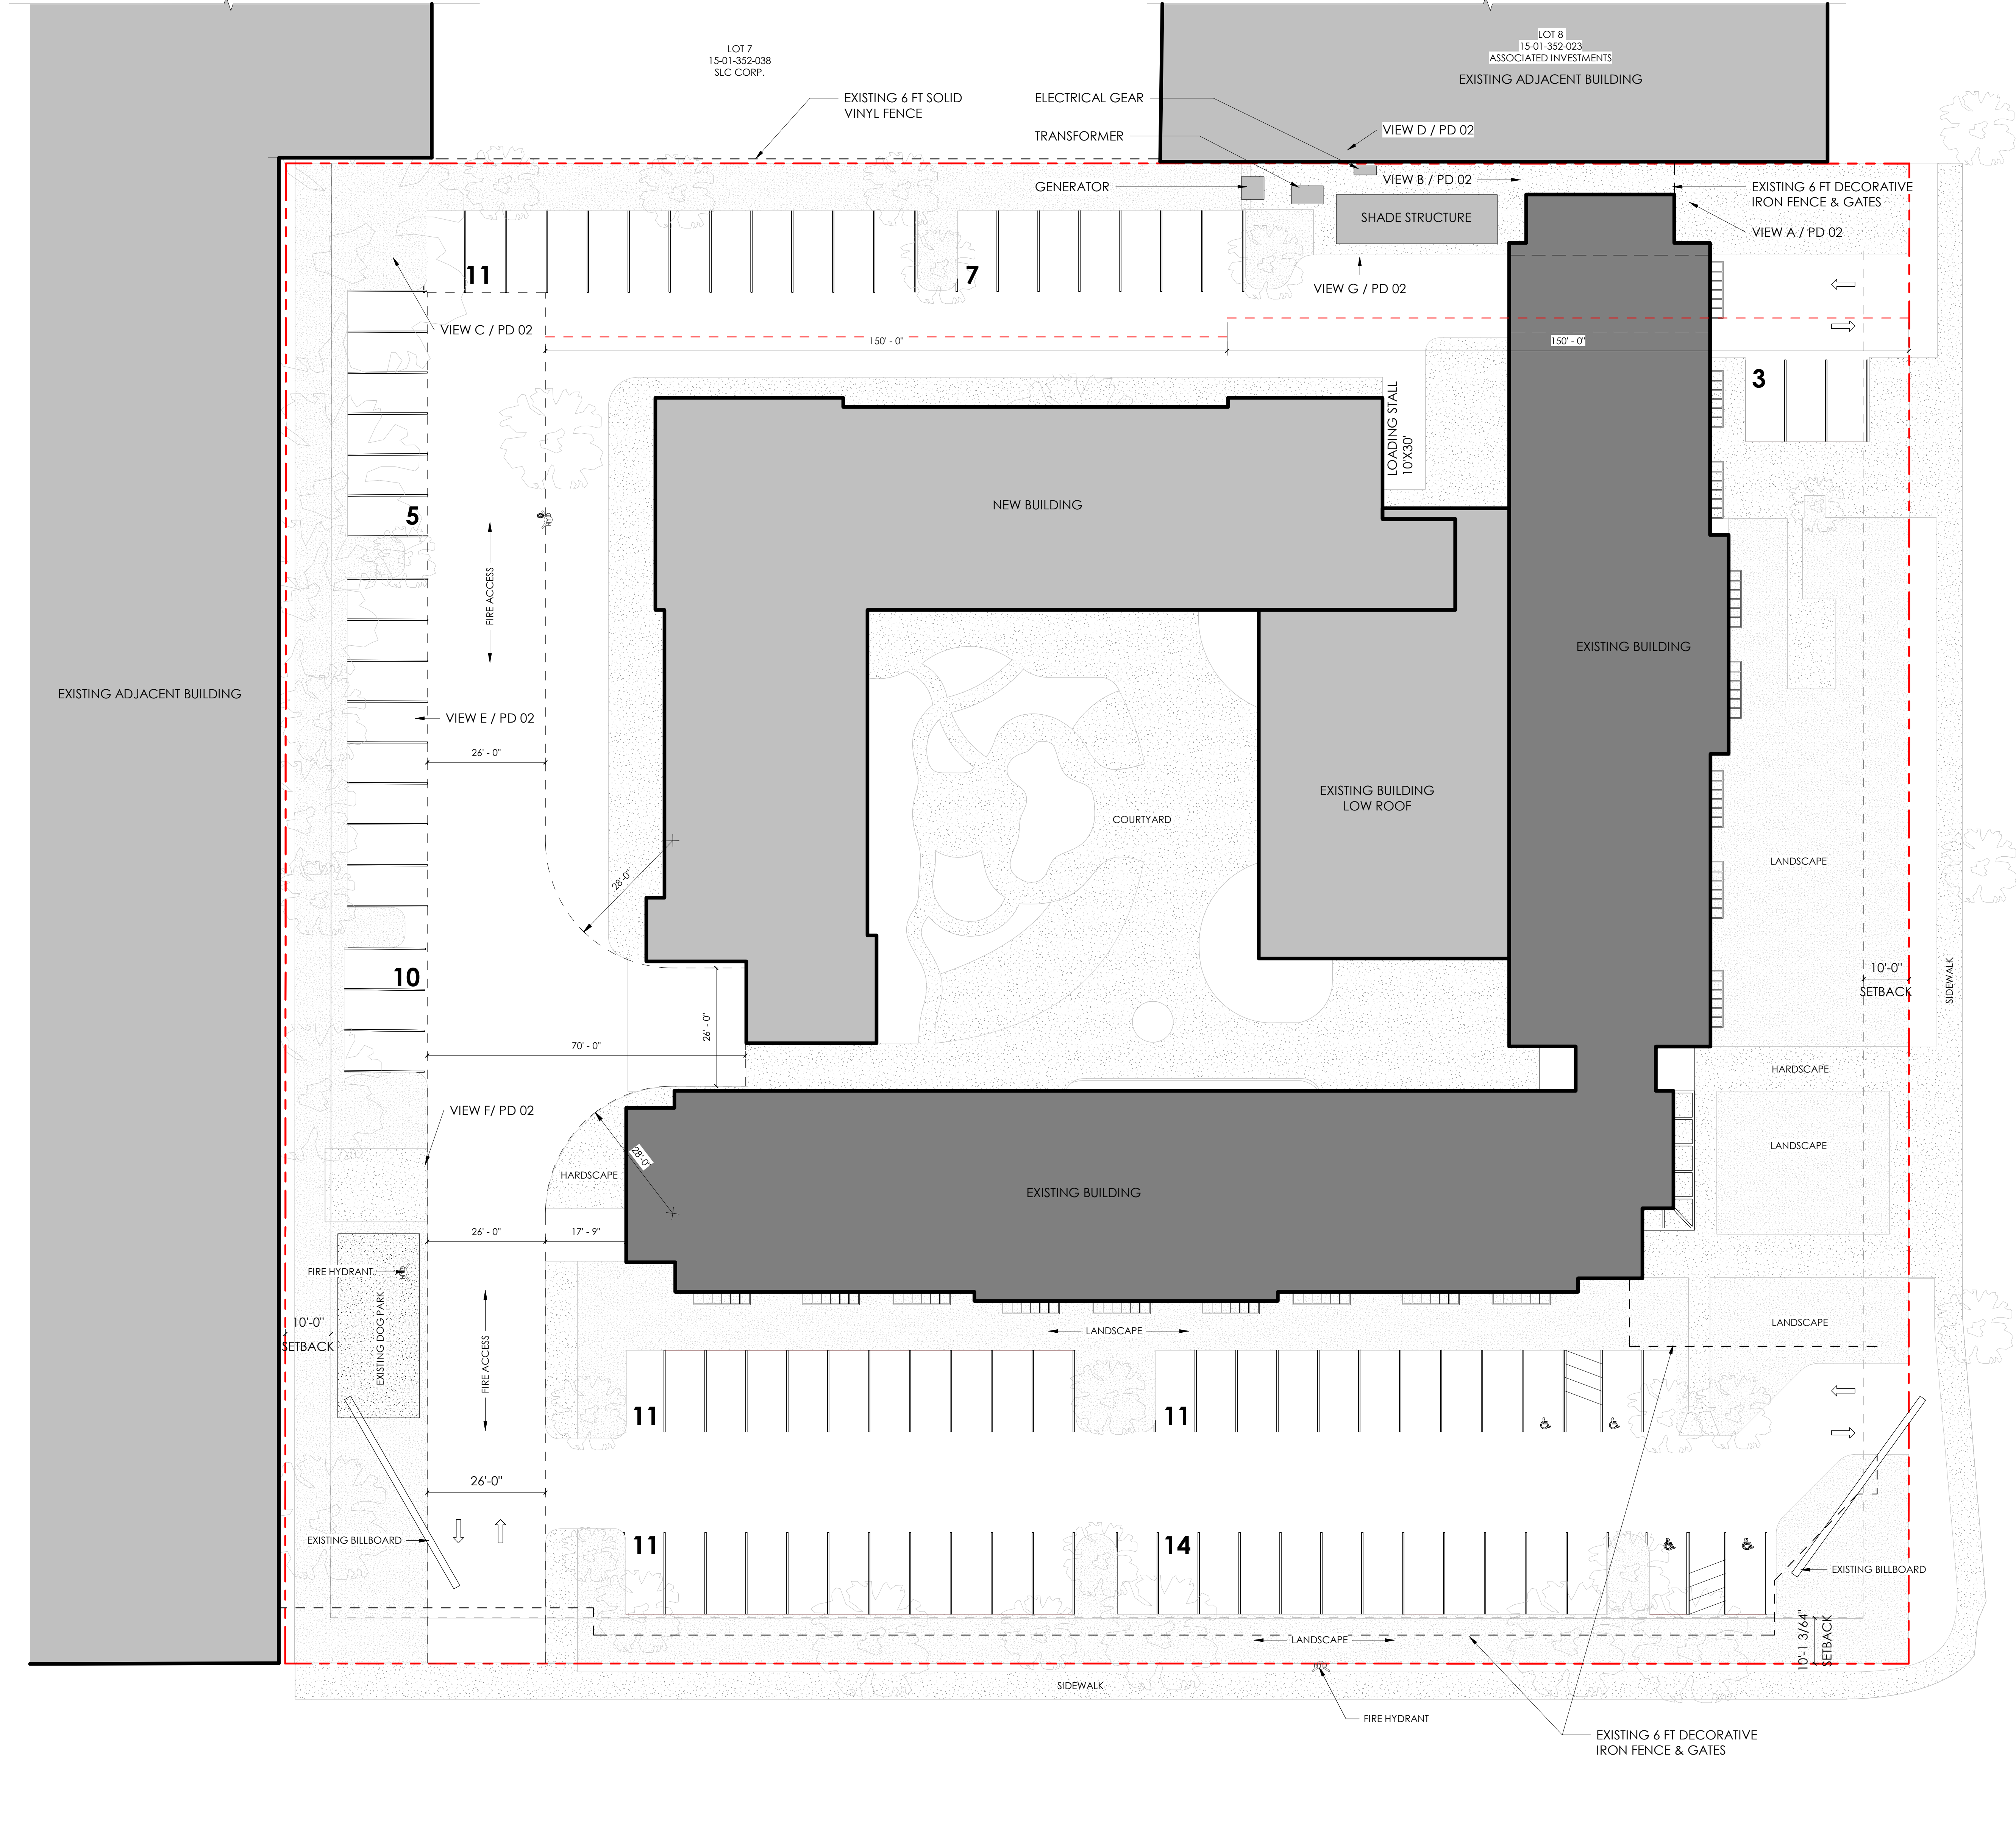 LOT 7
15-01-352-038
SLC CORP.
LOT 8
15-01-352-023
ASSOCIATED INVESTMENTS
EXISTING ADJACENT BUILDING
EXISTING 6 FT SOLID
VINYL FENCE
ELECTRICAL GEAR
TRANSFORMER
GENERATOR
VIEW D / PD 02
VIEW B / PD 02
SHADE STRUCTURE
EXISTING 6 FT DECORATIVE
IRON FENCE & GATES
VIEW A / PD 02
11
7
VIEW G / PD 02
VIEW C / PD 02
150' - 0"
150' - 0"
3
LOADING STALL
10'X30'
NEW BUILDING
5
HYD
FIRE ACCESS
EXISTING BUILDING
EXISTING ADJACENT BUILDING
VIEW E / PD 02
26' - 0"
EXISTING BUILDING
LOW ROOF
COURTYARD
LANDSCAPE
28'-0"
10
10'-0"
SETBACK
SIDEWALK
26' - 0"
70' - 0"
HARDSCAPE
VIEW F/ PD 02
28'-0"
HARDSCAPE
LANDSCAPE
EXISTING BUILDING
26' - 0"
17' - 9"
FIRE HYDRANT
HYD
10'-0"
SETBACK
EXISTING DOG PARK
FIRE ACCESS
LANDSCAPE
LANDSCAPE
11
11
26'-0"
EXISTING BILLBOARD
11
14
EXISTING BILLBOARD
10'-1 3/64"
SETBACK
LANDSCAPE
HYD
SIDEWALK
FIRE HYDRANT
EXISTING 6 FT DECORATIVE
IRON FENCE & GATES